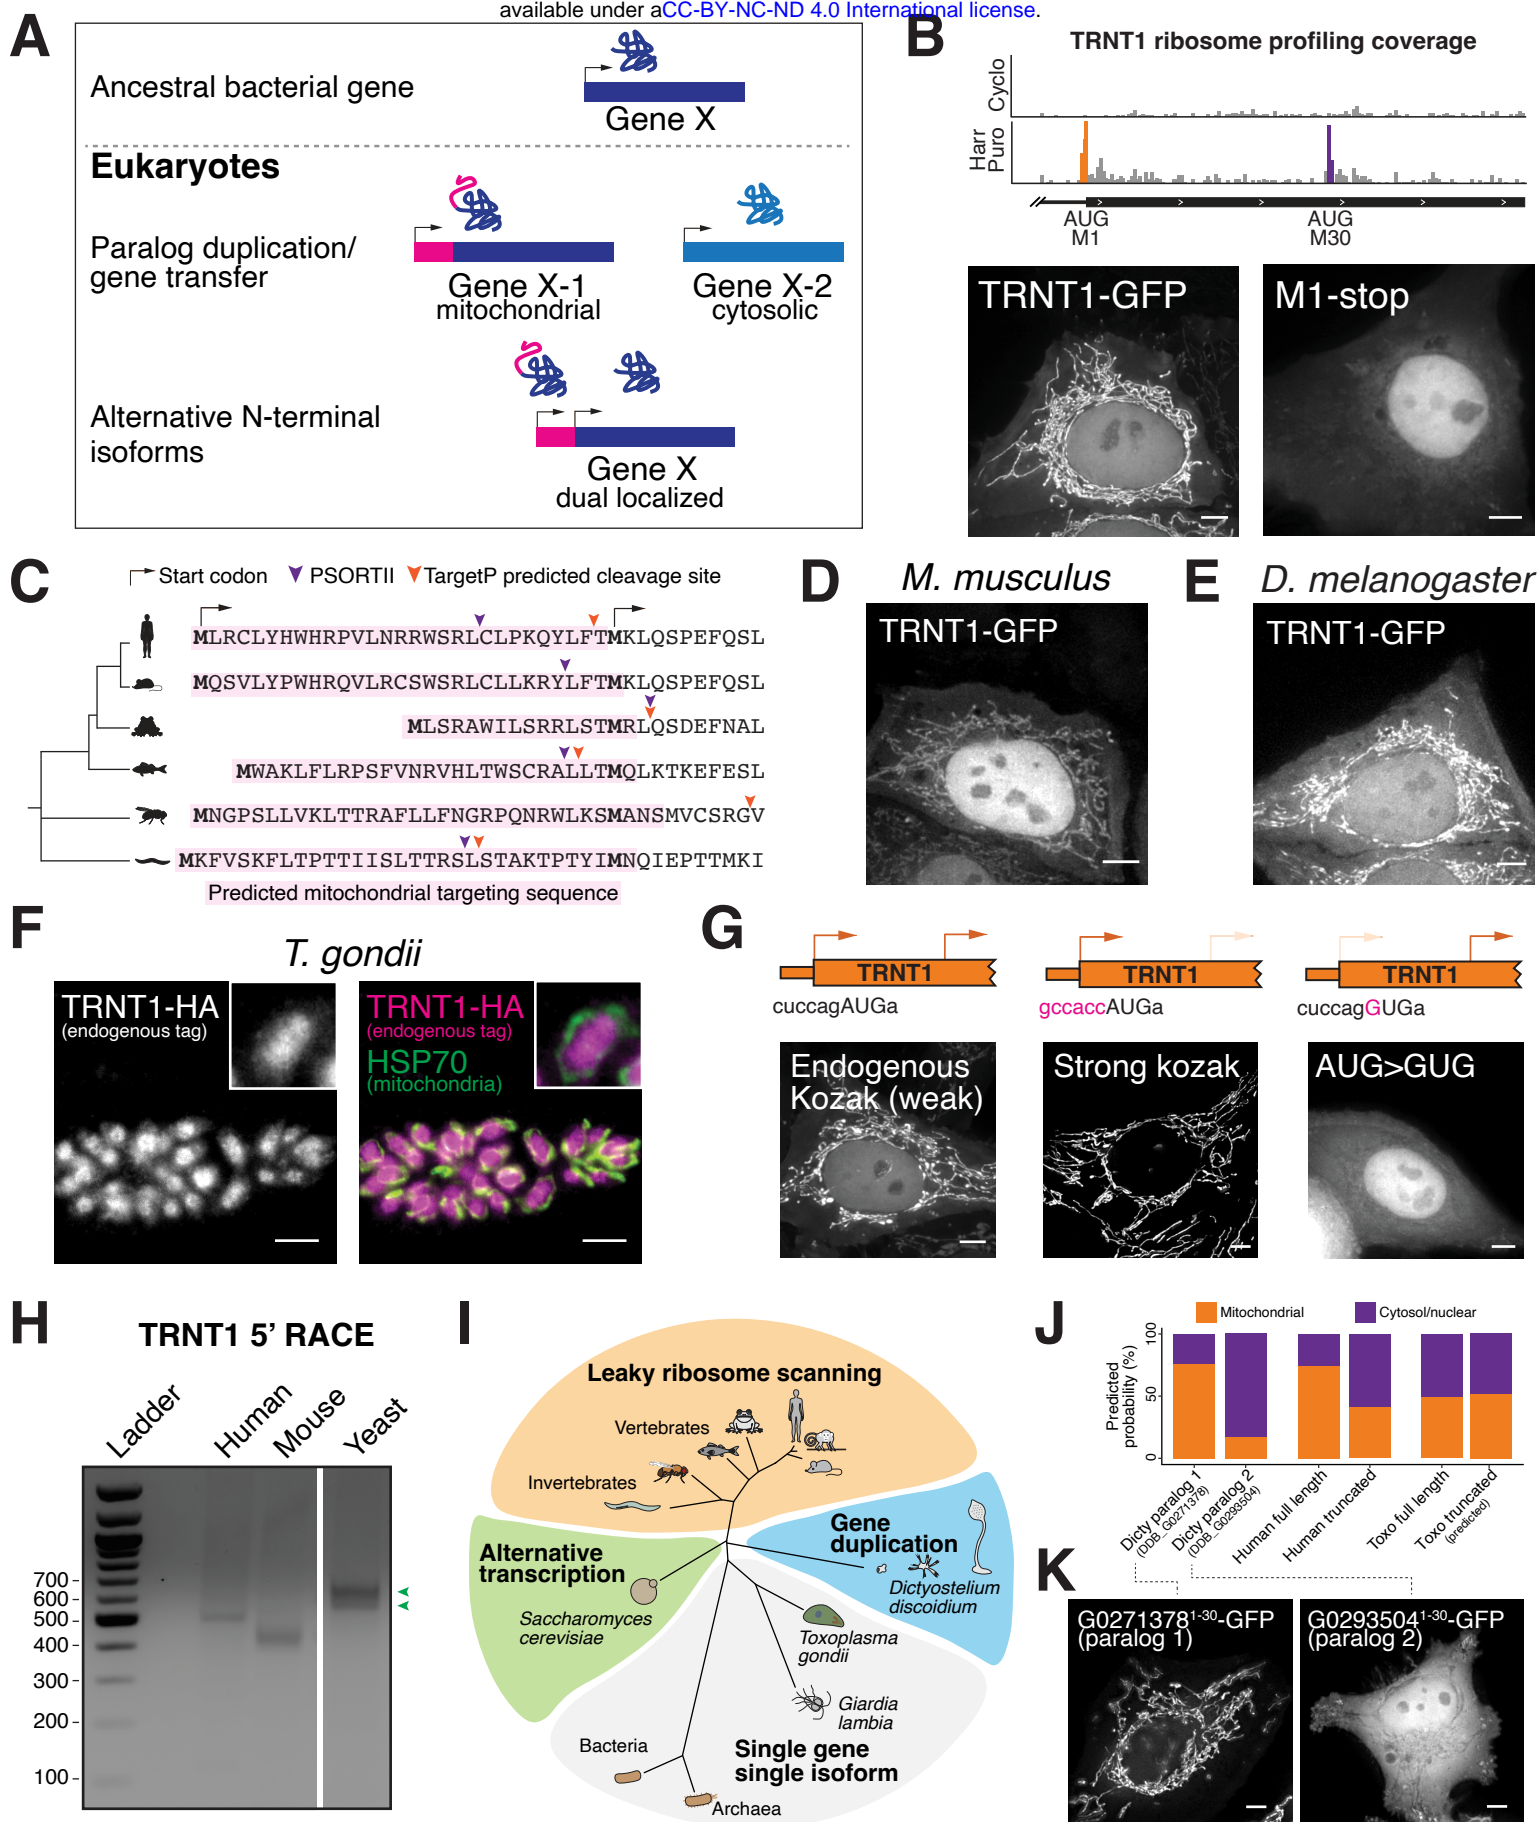 available under aCC-BY-NC-ND 4.0 International license.
A
Ancestral bacterial gene
Gene X
Eukaryotes
Paralog duplication/
gene transfer
Gene X-1
mitochondrial
Gene X-2
cytosolic
Alternative N-terminal
isoforms
Gene X
dual localized
B
TRNT1 ribosome profiling coverage
Cyclo
Harr
Puro
AUG
M1
AUG
M30
TRNT1-GFP
M1-stop
C
Start codon
PSORTII
TargetP predicted cleavage site
MLRCLYHWHRPVLNRRWSRLCLPKQYLFTMKLQSPEFQSL
MQSVLYPWHRQVLRCSWSRLCLLKRYLFTMKLQSPEFQSL
MLSRAWILSRRLSTMRLQSDEFNAL
MWAKLFLRPSFVNRVHLTWSCRALLTMQLKTKEFESL
MNGPSLLVKLTTRAFLLFNGRPQNRWLKSMANSMVCSRGV
MKFVSKFLTPTTIISLTTRSLSTAKTPTYIMNQIEPTTMKI
Predicted mitochondrial targeting sequence
D
M. musculus
TRNT1-GFP
E
D. melanogaster
TRNT1-GFP
F
T. gondii
TRNT1-HA
(endogenous tag)
TRNT1-HA
(endogenous tag)
HSP70
(mitochondria)
G
TRNT1
cuccagAUGa
TRNT1
gccaccAUGa
TRNT1
cuccagGUGa
Endogenous
Kozak (weak)
Strong kozak
AUG>GUG
H
TRNT1 5’ RACE
Ladder
Human
Mouse
Yeast
700
600
500
400
300
200
100
I
Leaky ribosome scanning
Vertebrates
Invertebrates
Gene
duplication
Dictyostelium
discoidium
Alternative
transcription
Saccharomyces
cerevisiae
Toxoplasma
gondii
Giardia
lambia
Single gene
single isoform
Bacteria
Archaea
J
Mitochondrial
Cytosol/nuclear
Predicted
probability (%)
100
50
0
Dicty paralog 1
(DDB_G0271378)
Dicty paralog 2
(DDB_G0293504)
Human full length
Human truncated
Toxo full length
Toxo truncated
(predicted)
K
G0271378¹⁻³⁰-GFP
(paralog 1)
G0293504¹⁻³⁰-GFP
(paralog 2)